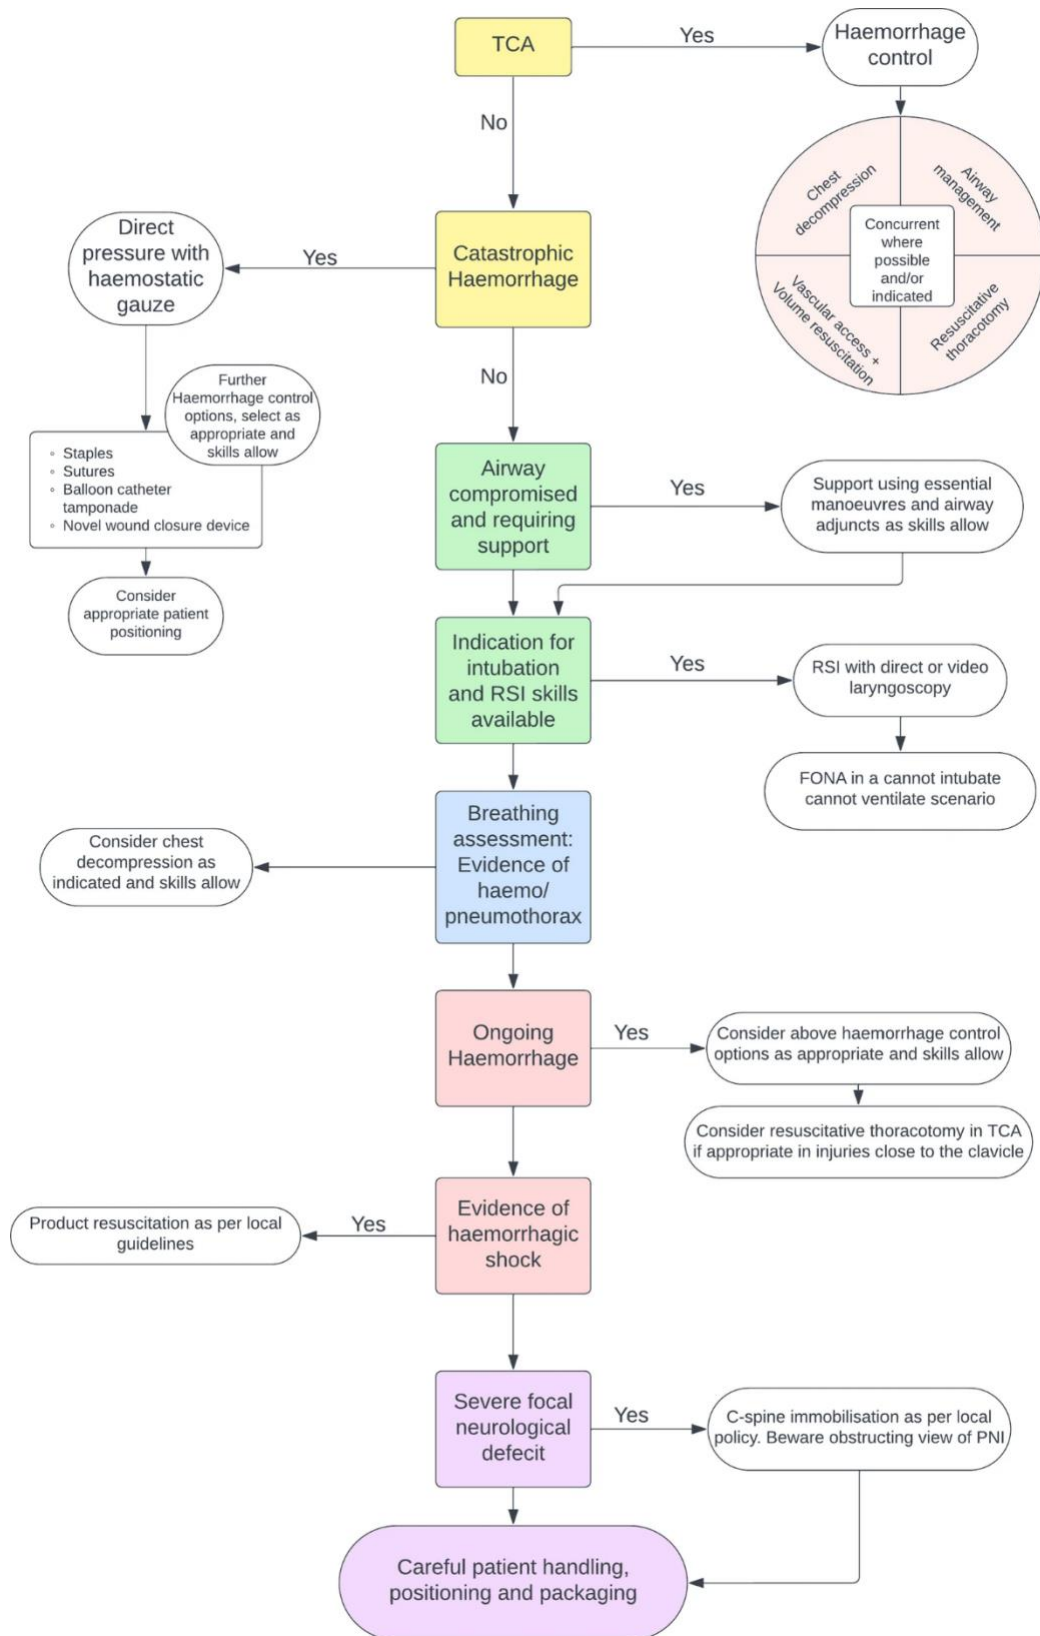 TCA
Yes
Haemorrhage
control
No
Chest
decompression
Airway
management
Concurrent
where
possible
and/or
indicated
Vascular access +
Volume resuscitation
Resuscitative
thoracotomy
Catastrophic
Haemorrhage
Yes
Direct
pressure with
haemostatic
gauze
No
Further
Haemorrhage control
options, select as
appropriate and
skills allow
◦ Staples
◦ Sutures
◦ Balloon catheter
tamponade
◦ Novel wound closure device
Consider
appropriate patient
positioning
Airway
compromised
and requiring
support
Yes
Support using essential
manoeuvres and airway
adjuncts as skills allow
Indication for
intubation
and RSI skills
available
Yes
RSI with direct or video
laryngoscopy
FONA in a cannot intubate
cannot ventilate scenario
Breathing
assessment:
Evidence of
haemo/
pneumothorax
Consider chest
decompression as
indicated and skills allow
Ongoing
Haemorrhage
Yes
Consider above haemorrhage control
options as appropriate and skills allow
Consider resuscitative thoracotomy in TCA
if appropriate in injuries close to the clavicle
Evidence of
haemorrhagic
shock
Yes
Product resuscitation as per local
guidelines
Severe focal
neurological
defecit
Yes
C-spine immobilisation as per local
policy. Beware obstructing view of PNI
Careful patient handling,
positioning and packaging